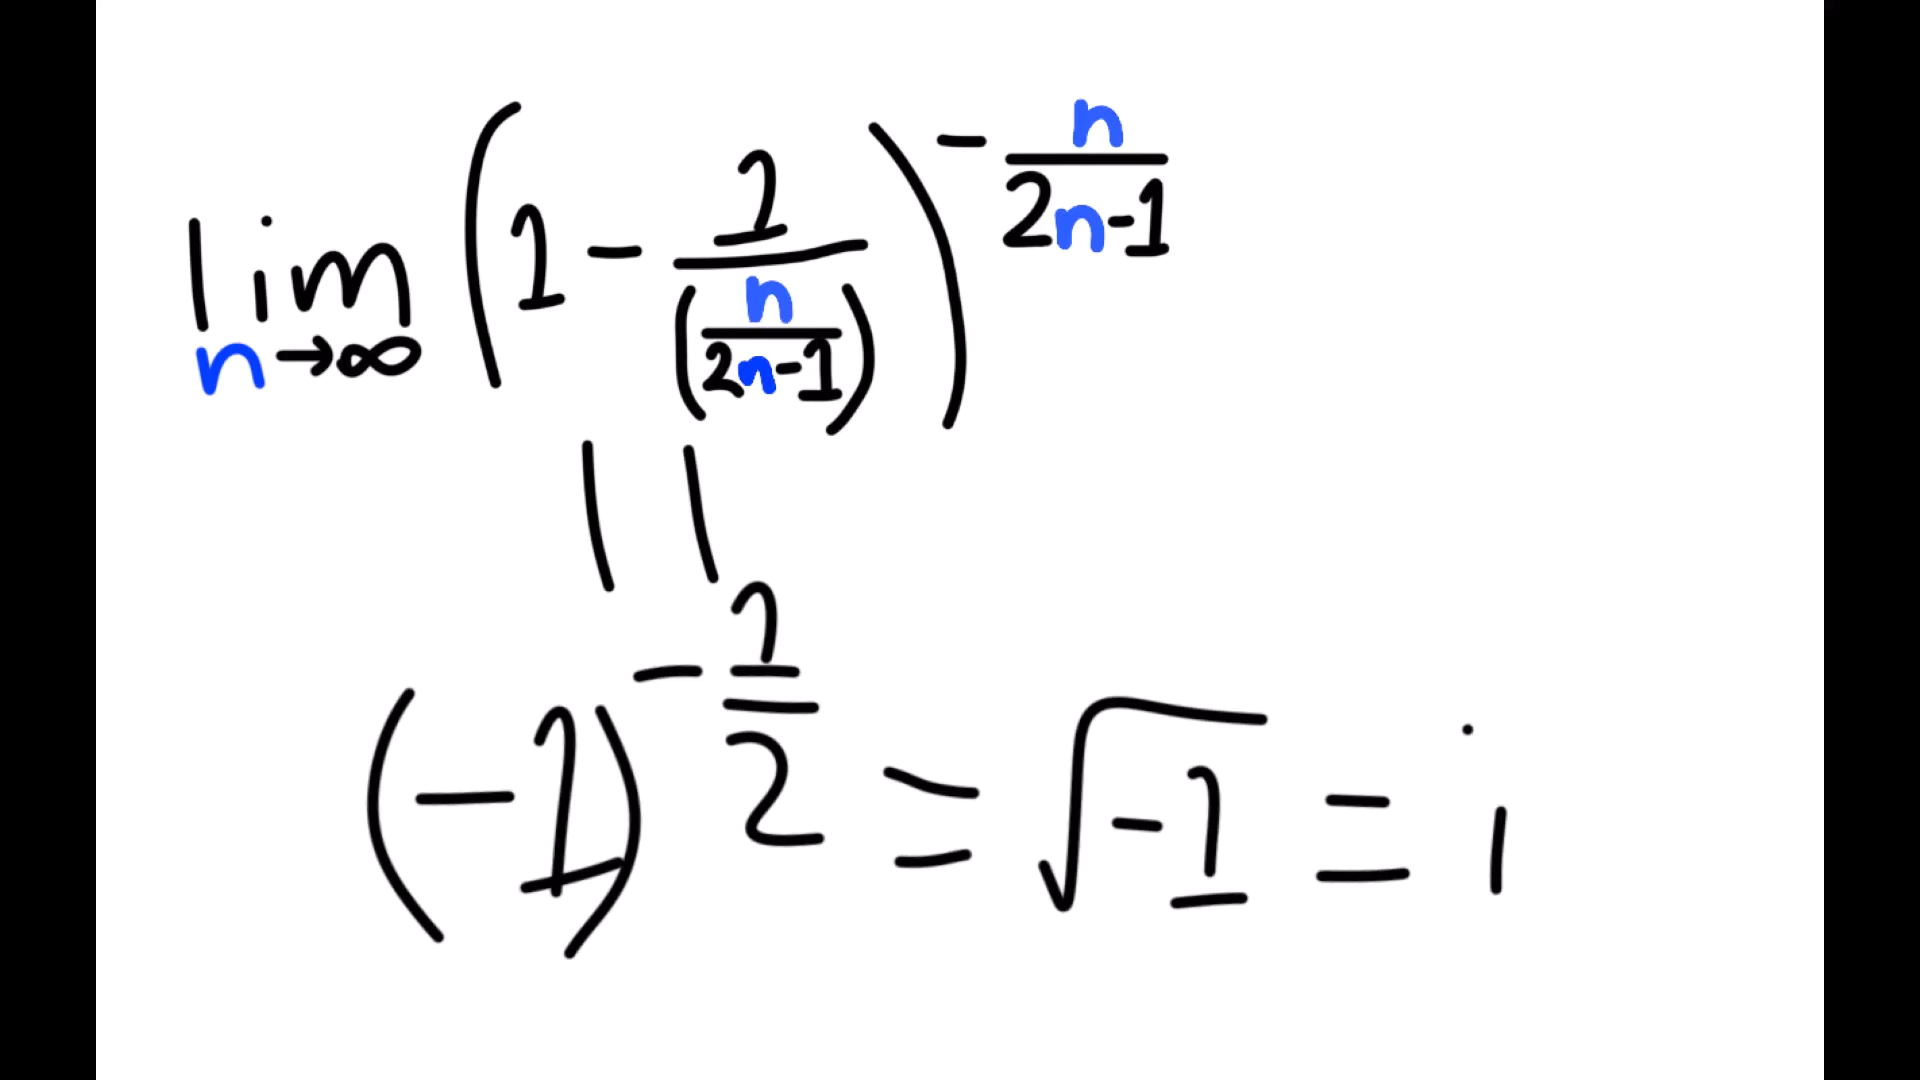 lim n→∞ (1 - 1/(n/(2n-1)))^(-n/(2n-1))
||
(-1)^(-1/2) = √-1 = i